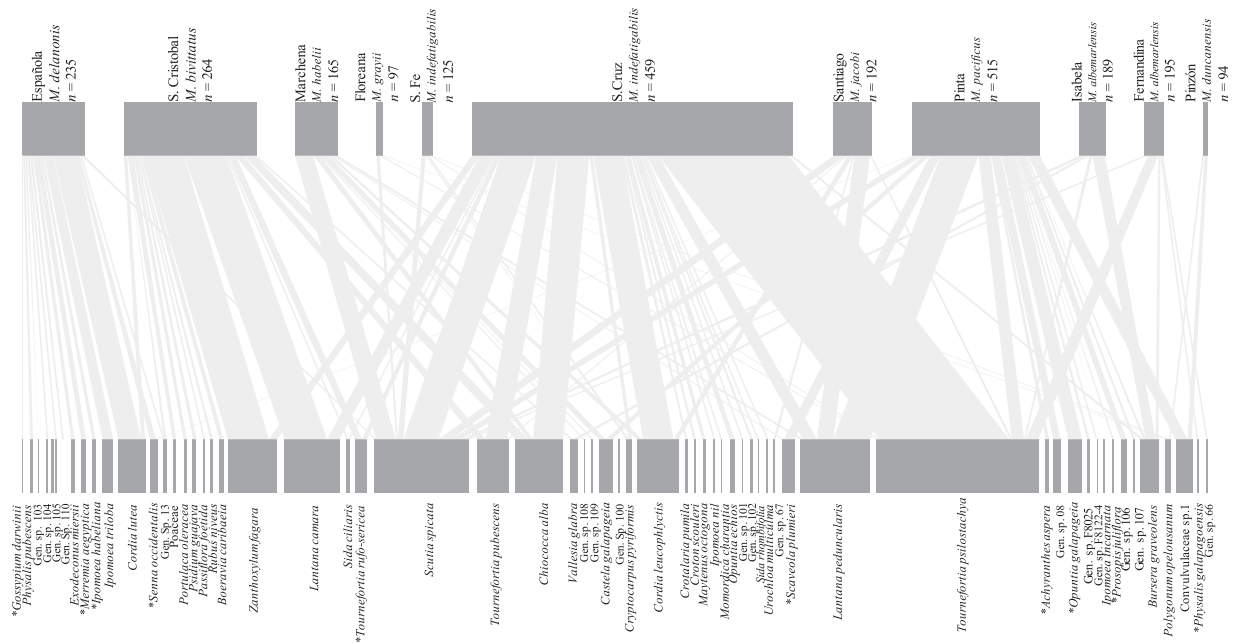 Española
M. delanonis
n = 235
S. Cristobal
M. bivittatus
n = 264
Marchena
M. habelii
n = 165
Floreana
M. grayii
n = 97
S. Fe
M. indefatigabilis
n = 125
S.Cruz
M. indefatigabilis
n = 459
Santiago
M. jacobi
n = 192
Pinta
M. pacificus
n = 515
Isabela
M. albemarlensis
n = 189
Fernandina
M. albemarlensis
n = 195
Pinzón
M. duncanensis
n = 94
*Gossypium darwinii
Physalis pubescens
Gen. sp. 103
Gen. sp. 104
Gen. sp. 105
Gen. Sp. 110
Exodeconus miersii
*Merremia aegyptica
*Ipomoea habeliana
Ipomoea triloba
Cordia lutea
*Senna occidentalis
Gen. Sp. 13
Poaceae
Portulaca oleracea
Psidium guajava
Passiflora foetida
Rubus niveus
Boeravia caribaeia
Zanthoxylum fagara
Lantana camara
Sida ciliaris
*Tournefortia rufo-sericea
Scutia spicata
Tournefortia pubescens
Chiococca alba
Vallesia glabra
Gen. sp. 108
Gen. sp. 109
Castela galapageia
Gen. Sp. 100
Cryptocarpus pyriformis
Cordia leucophlyctis
Crotalaria pumila
Croton scouleri
Maytenus octogona
Ipomoea nil
Momordica charantia
Opuntia echios
Gen. sp. 101
Gen. sp. 102
Sida rhombifolia
Urochloa multiculma
Gen. sp. 67
*Scaveola plumieri
Lantana peduncularis
Tournefortia psilostachya
*Achyranthes aspera
Gen. sp. 08
*Opuntia galapageia
Gen. sp. F8025
Gen. sp. F8122-4
Ipomoea incarnata
*Prosopis juliflora
Gen. sp. 106
Gen. sp. 107
Bursera graveolens
Polygonum opelousanum
Convulvulaceae sp.1
*Physalis galapagoensis
Gen sp. 66